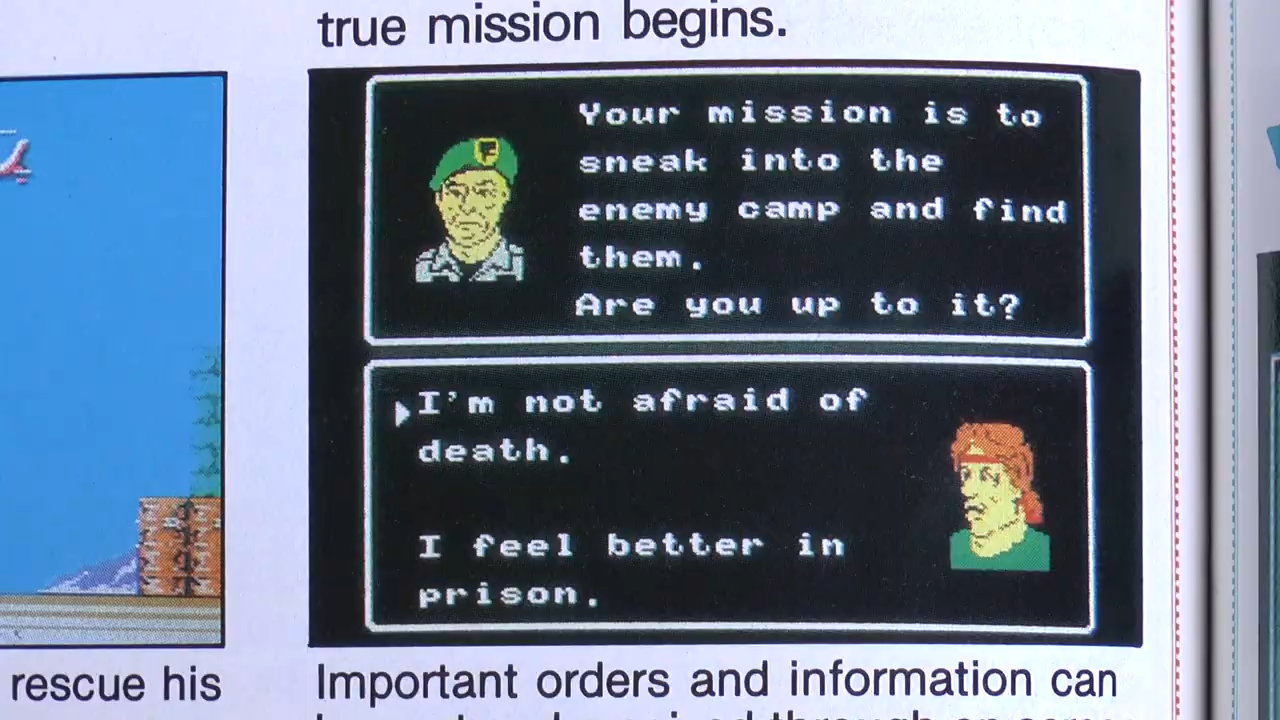 true mission begins.
Your mission is to
sneak into the
enemy camp and find
them.
Are you up to it?
I'm not afraid of
death.
I feel better in
prison.
rescue his
Important orders and information can